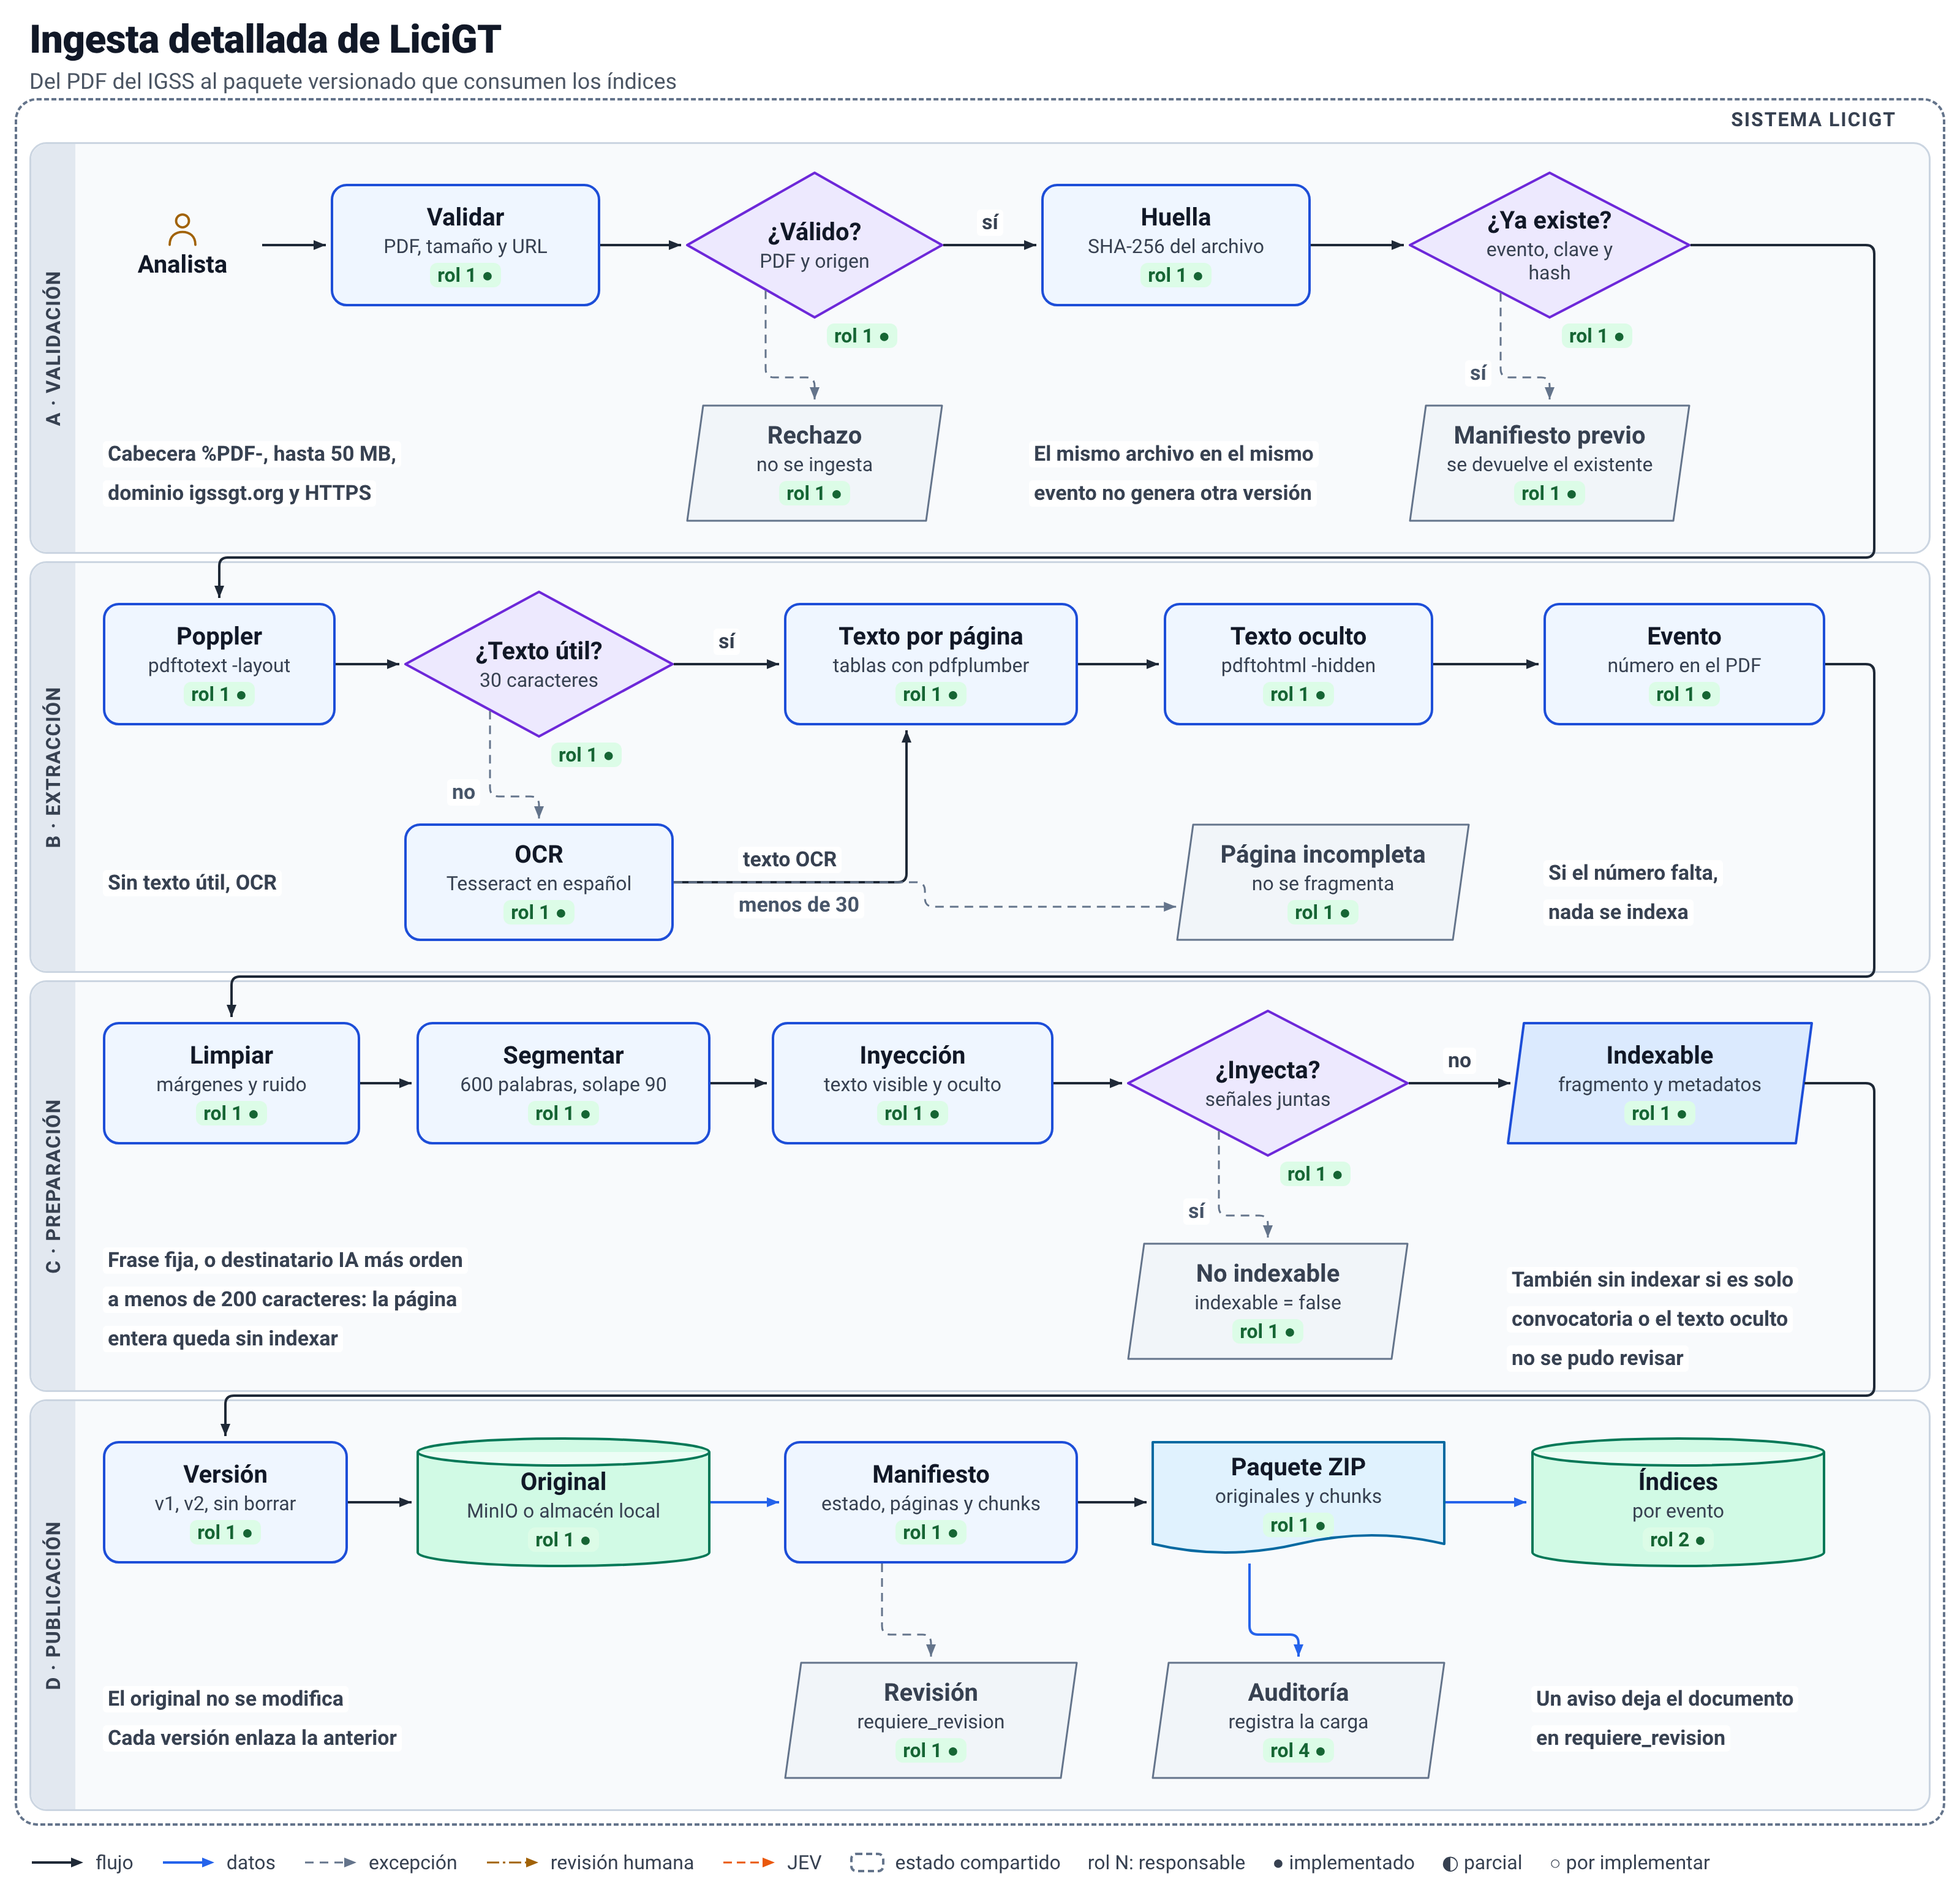 Ingesta detallada de LiciGT
Del PDF del IGSS al paquete versionado que consumen los índices
SISTEMA LICIGT
A · VALIDACIÓN
Analista
Validar
PDF, tamaño y URL
rol 1 ●
¿Válido?
PDF y origen
rol 1 ●
sí
Huella
SHA-256 del archivo
rol 1 ●
¿Ya existe?
evento, clave y
hash
rol 1 ●
sí
Cabecera %PDF-, hasta 50 MB,
dominio igssgt.org y HTTPS
Rechazo
no se ingesta
rol 1 ●
El mismo archivo en el mismo
evento no genera otra versión
Manifiesto previo
se devuelve el existente
rol 1 ●
B · EXTRACCIÓN
Poppler
pdftotext -layout
rol 1 ●
¿Texto útil?
30 caracteres
rol 1 ●
sí
Texto por página
tablas con pdfplumber
rol 1 ●
Texto oculto
pdftohtml -hidden
rol 1 ●
Evento
número en el PDF
rol 1 ●
no
Sin texto útil, OCR
OCR
Tesseract en español
rol 1 ●
texto OCR
menos de 30
Página incompleta
no se fragmenta
rol 1 ●
Si el número falta,
nada se indexa
C · PREPARACIÓN
Limpiar
márgenes y ruido
rol 1 ●
Segmentar
600 palabras, solape 90
rol 1 ●
Inyección
texto visible y oculto
rol 1 ●
¿Inyecta?
señales juntas
rol 1 ●
no
Indexable
fragmento y metadatos
rol 1 ●
sí
Frase fija, o destinatario IA más orden
a menos de 200 caracteres: la página
entera queda sin indexar
No indexable
indexable = false
rol 1 ●
También sin indexar si es solo
convocatoria o el texto oculto
no se pudo revisar
D · PUBLICACIÓN
Versión
v1, v2, sin borrar
rol 1 ●
Original
MinIO o almacén local
rol 1 ●
Manifiesto
estado, páginas y chunks
rol 1 ●
Paquete ZIP
originales y chunks
rol 1 ●
Índices
por evento
rol 2 ●
El original no se modifica
Cada versión enlaza la anterior
Revisión
requiere_revision
rol 1 ●
Auditoría
registra la carga
rol 4 ●
Un aviso deja el documento
en requiere_revision
flujo
datos
excepción
revisión humana
JEV
estado compartido
rol N: responsable
● implementado
◐ parcial
○ por implementar